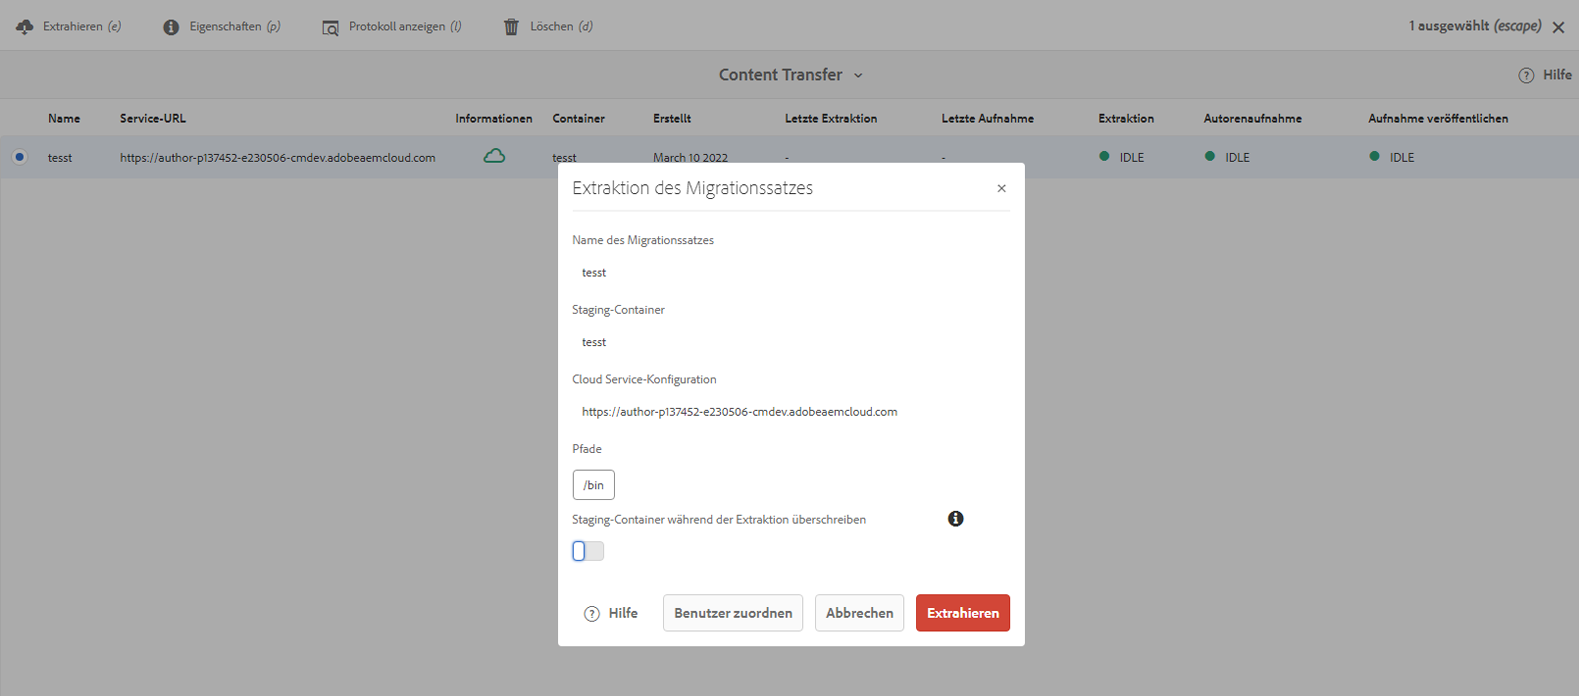 Extrahieren (e) Eigenschaften (p) Protokoll anzeigen (l) Löschen (d) 1 ausgewählt (escape)
Content Transfer
Hilfe
Name Service-URL Informationen Container Erstellt Letzte Extraktion Letzte Aufnahme Extraktion Autorenaufnahme Aufnahme veröffentlichen
tesst https://author-p137452-e230506-cmdev.adobeaemcloud.com tesst March 10 2022 - - IDLE IDLE IDLE
Extraktion des Migrationssatzes
Name des Migrationssatzes
tesst
Staging-Container
tesst
Cloud Service-Konfiguration
https://author-p137452-e230506-cmdev.adobeaemcloud.com
Pfade
/bin
Staging-Container während der Extraktion überschreiben
Hilfe Benutzer zuordnen Abbrechen Extrahieren